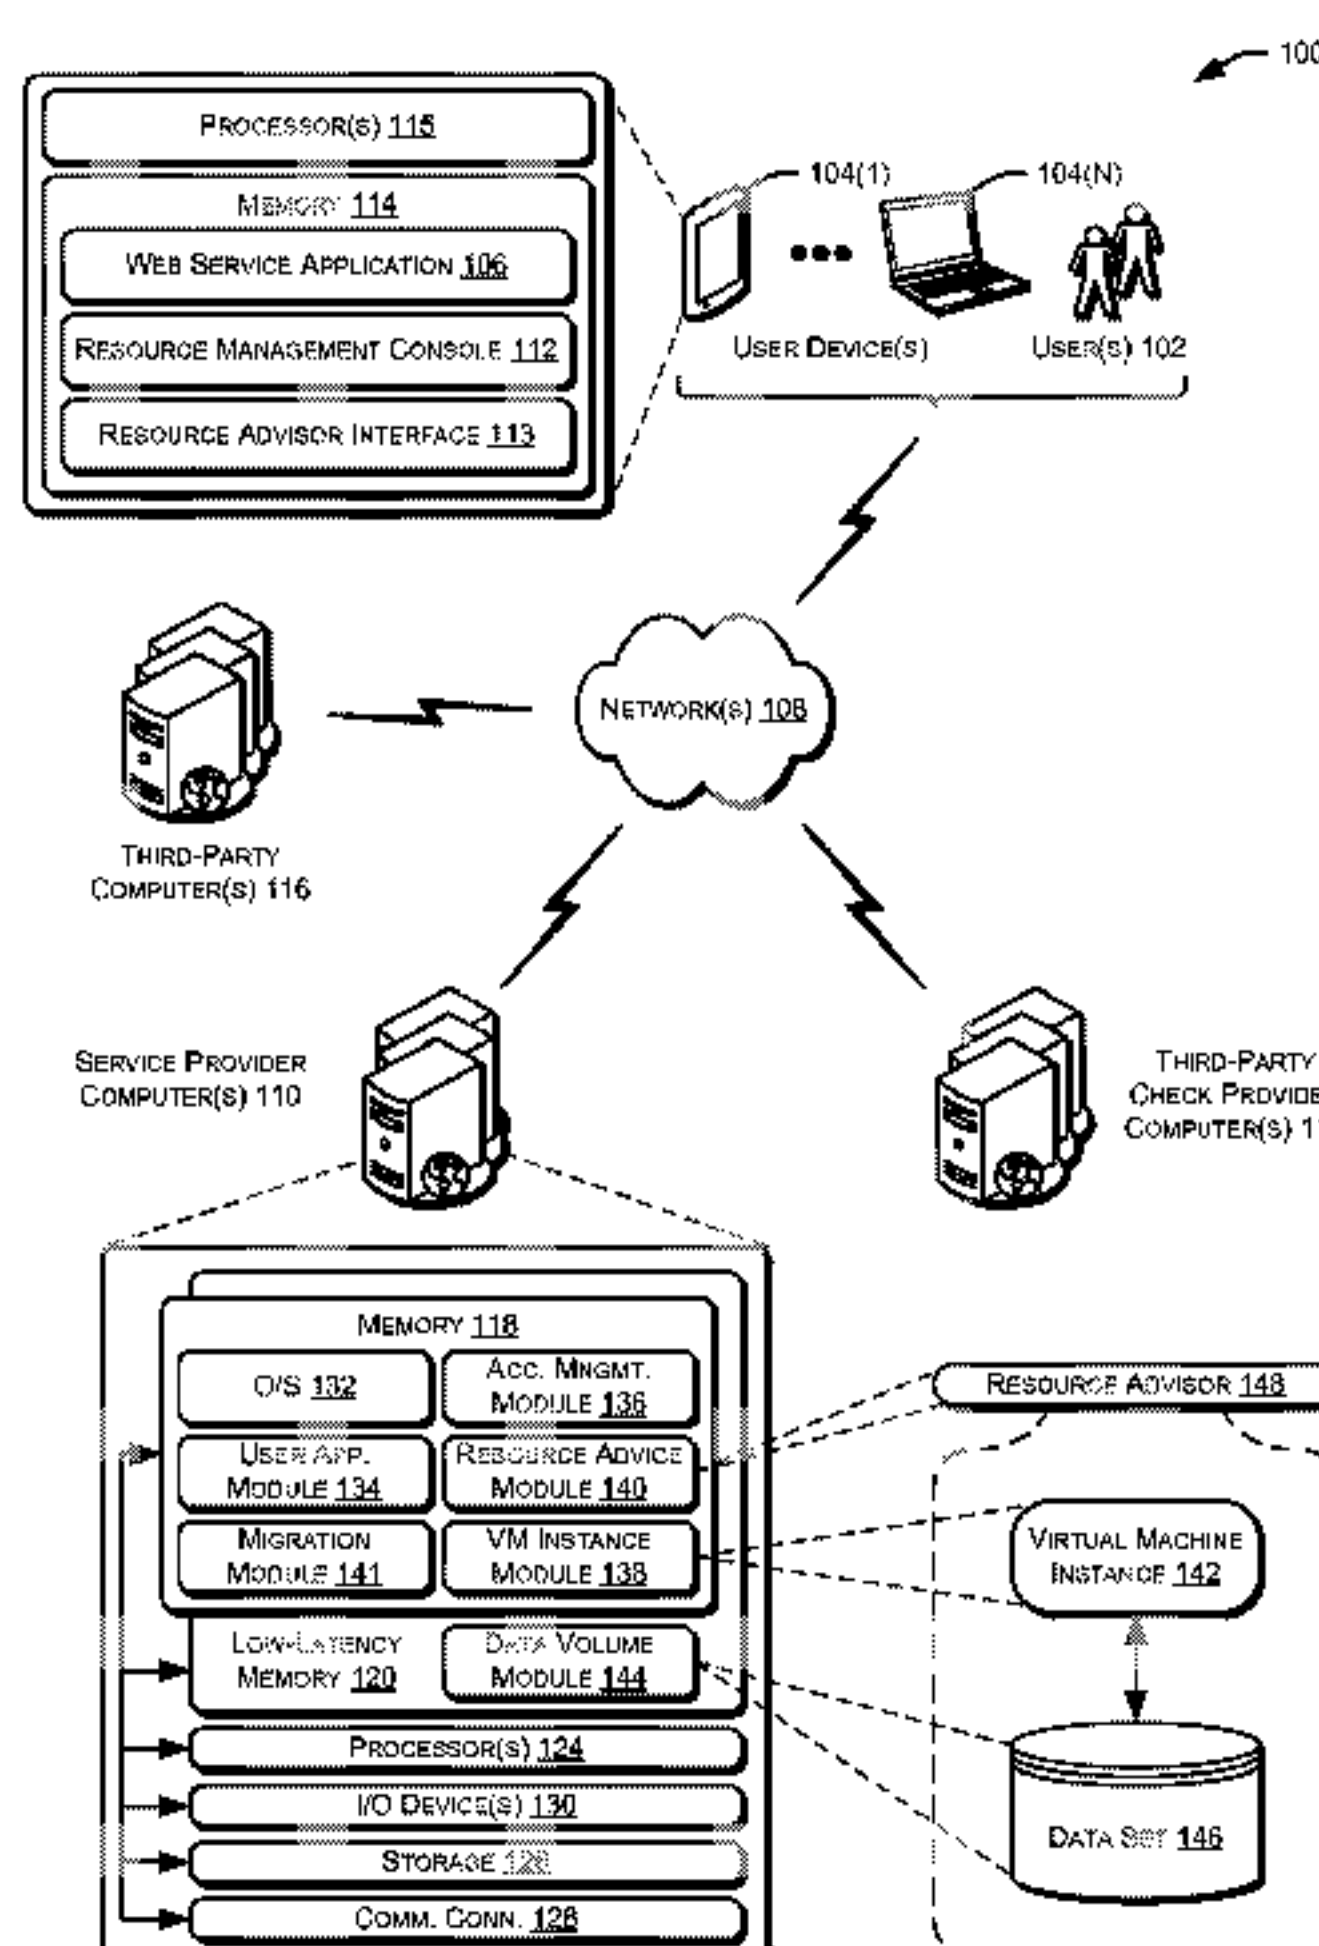 100
PROCESSOR(S) 115
MEMORY 114
WEB SERVICE APPLICATION 106
RESOURCE MANAGEMENT CONSOLE 112
RESOURCE ADVISOR INTERFACE 113
104(1)
104(N)
USER DEVICE(S)
USER(S) 102
NETWORK(S) 108
THIRD-PARTY
COMPUTER(S) 116
SERVICE PROVIDER
COMPUTER(S) 110
THIRD-PARTY
CHECK
COMPUTER(S)
MEMORY 118
O/S 132
ACC. MNGMT.
MODULE 136
USER APP.
MODULE 134
RESOURCE ADVICE
MODULE 140
MIGRATION
MODULE 141
VM INSTANCE
MODULE 138
LOW-LATENCY
MEMORY 120
DATA VOLUME
MODULE 144
PROCESSOR(S) 124
I/O DEVICE(S) 130
STORAGE
COMM. CONN.
RESOURCE ADVISOR 148
VIRTUAL MACHINE
INSTANCE 142
DATA SET 146